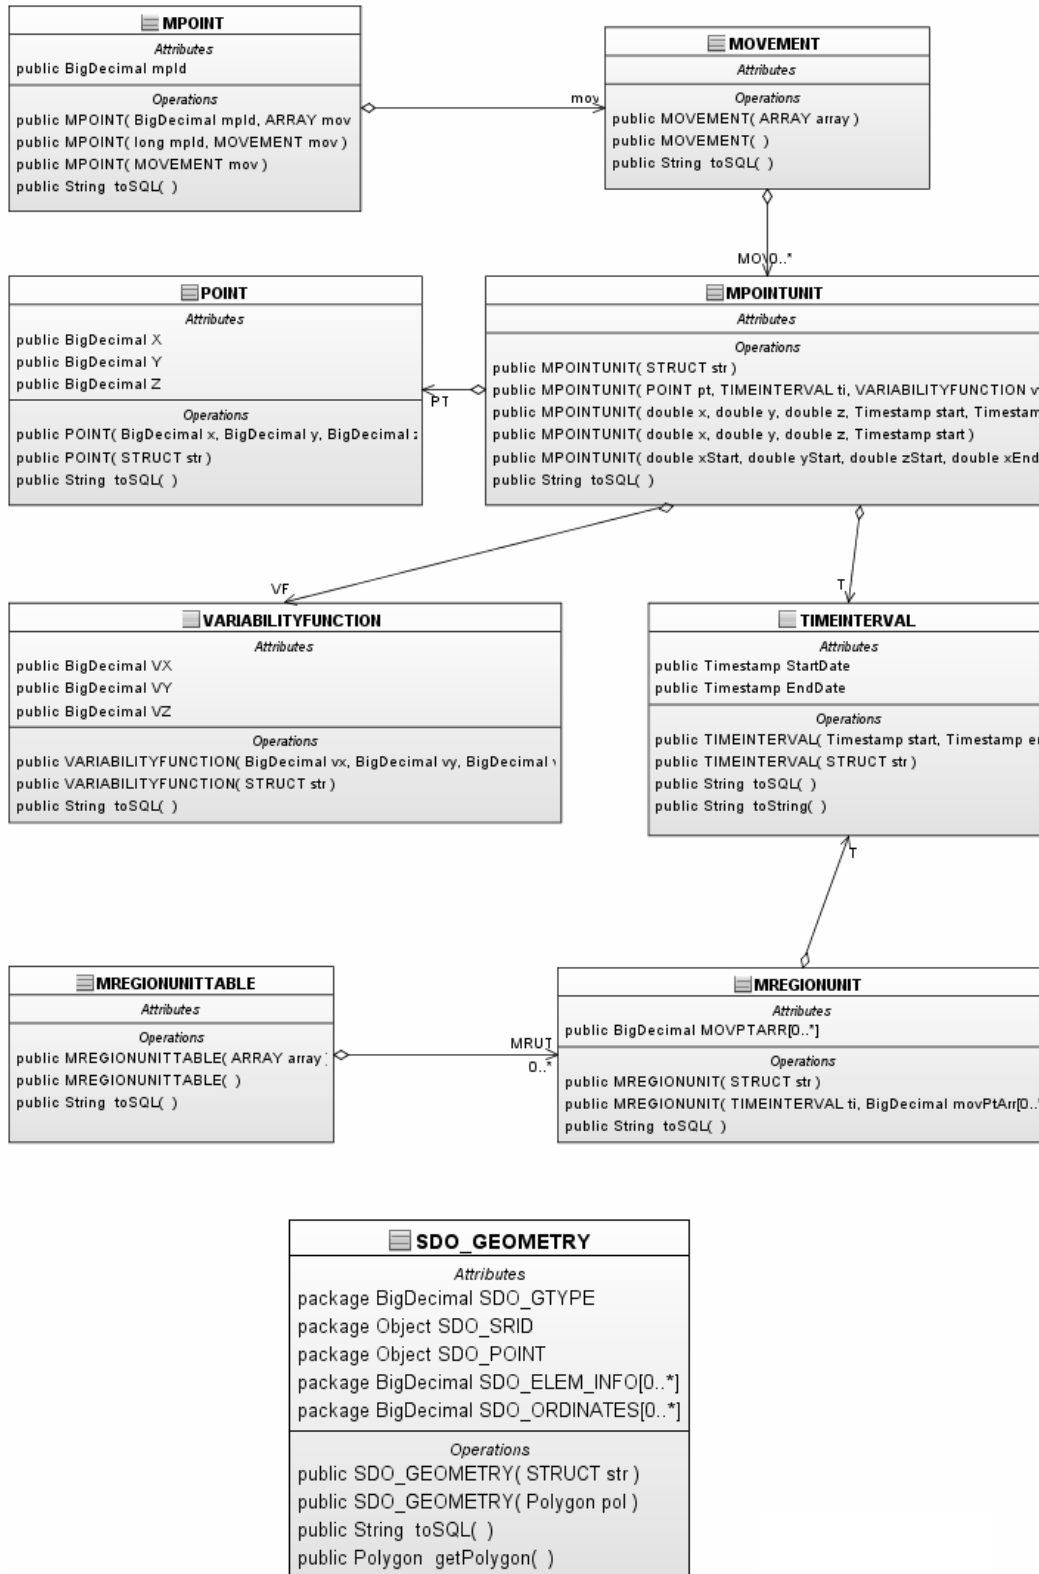 MPOINT
Attributes
public BigDecimal mpId
Operations
public MPOINT( BigDecimal mpId, ARRAY mov
public MPOINT( long mpId, MOVEMENT mov )
public MPOINT( MOVEMENT mov )
public String toSQL( )
mov
MOVEMENT
Attributes
Operations
public MOVEMENT( ARRAY array )
public MOVEMENT( )
public String toSQL( )
MOV0..*
POINT
Attributes
public BigDecimal X
public BigDecimal Y
public BigDecimal Z
Operations
public POINT( BigDecimal x, BigDecimal y, BigDecimal z
public POINT( STRUCT str )
public String toSQL( )
PT
MPOINTUNIT
Attributes
Operations
public MPOINTUNIT( STRUCT str )
public MPOINTUNIT( POINT pt, TIMEINTERVAL ti, VARIABILITYFUNCTION v
public MPOINTUNIT( double x, double y, double z, Timestamp start, Timestam
public MPOINTUNIT( double x, double y, double z, Timestamp start )
public MPOINTUNIT( double xStart, double yStart, double zStart, double xEnd
public String toSQL( )
VF
T
VARIABILITYFUNCTION
Attributes
public BigDecimal VX
public BigDecimal VY
public BigDecimal VZ
Operations
public VARIABILITYFUNCTION( BigDecimal vx, BigDecimal vy, BigDecimal v
public VARIABILITYFUNCTION( STRUCT str )
public String toSQL( )
TIMEINTERVAL
Attributes
public Timestamp StartDate
public Timestamp EndDate
Operations
public TIMEINTERVAL( Timestamp start, Timestamp e
public TIMEINTERVAL( STRUCT str )
public String toSQL( )
public String toString( )
T
MREGIONUNITTABLE
Attributes
Operations
public MREGIONUNITTABLE( ARRAY array )
public MREGIONUNITTABLE( )
public String toSQL( )
MRUT
0..*
MREGIONUNIT
Attributes
public BigDecimal MOVPTARR[0..*]
Operations
public MREGIONUNIT( STRUCT str )
public MREGIONUNIT( TIMEINTERVAL ti, BigDecimal movPtArr[0..*
public String toSQL( )
SDO_GEOMETRY
Attributes
package BigDecimal SDO_GTYPE
package Object SDO_SRID
package Object SDO_POINT
package BigDecimal SDO_ELEM_INFO[0..*]
package BigDecimal SDO_ORDINATES[0..*]
Operations
public SDO_GEOMETRY( STRUCT str )
public SDO_GEOMETRY( Polygon pol )
public String toSQL( )
public Polygon getPolygon( )